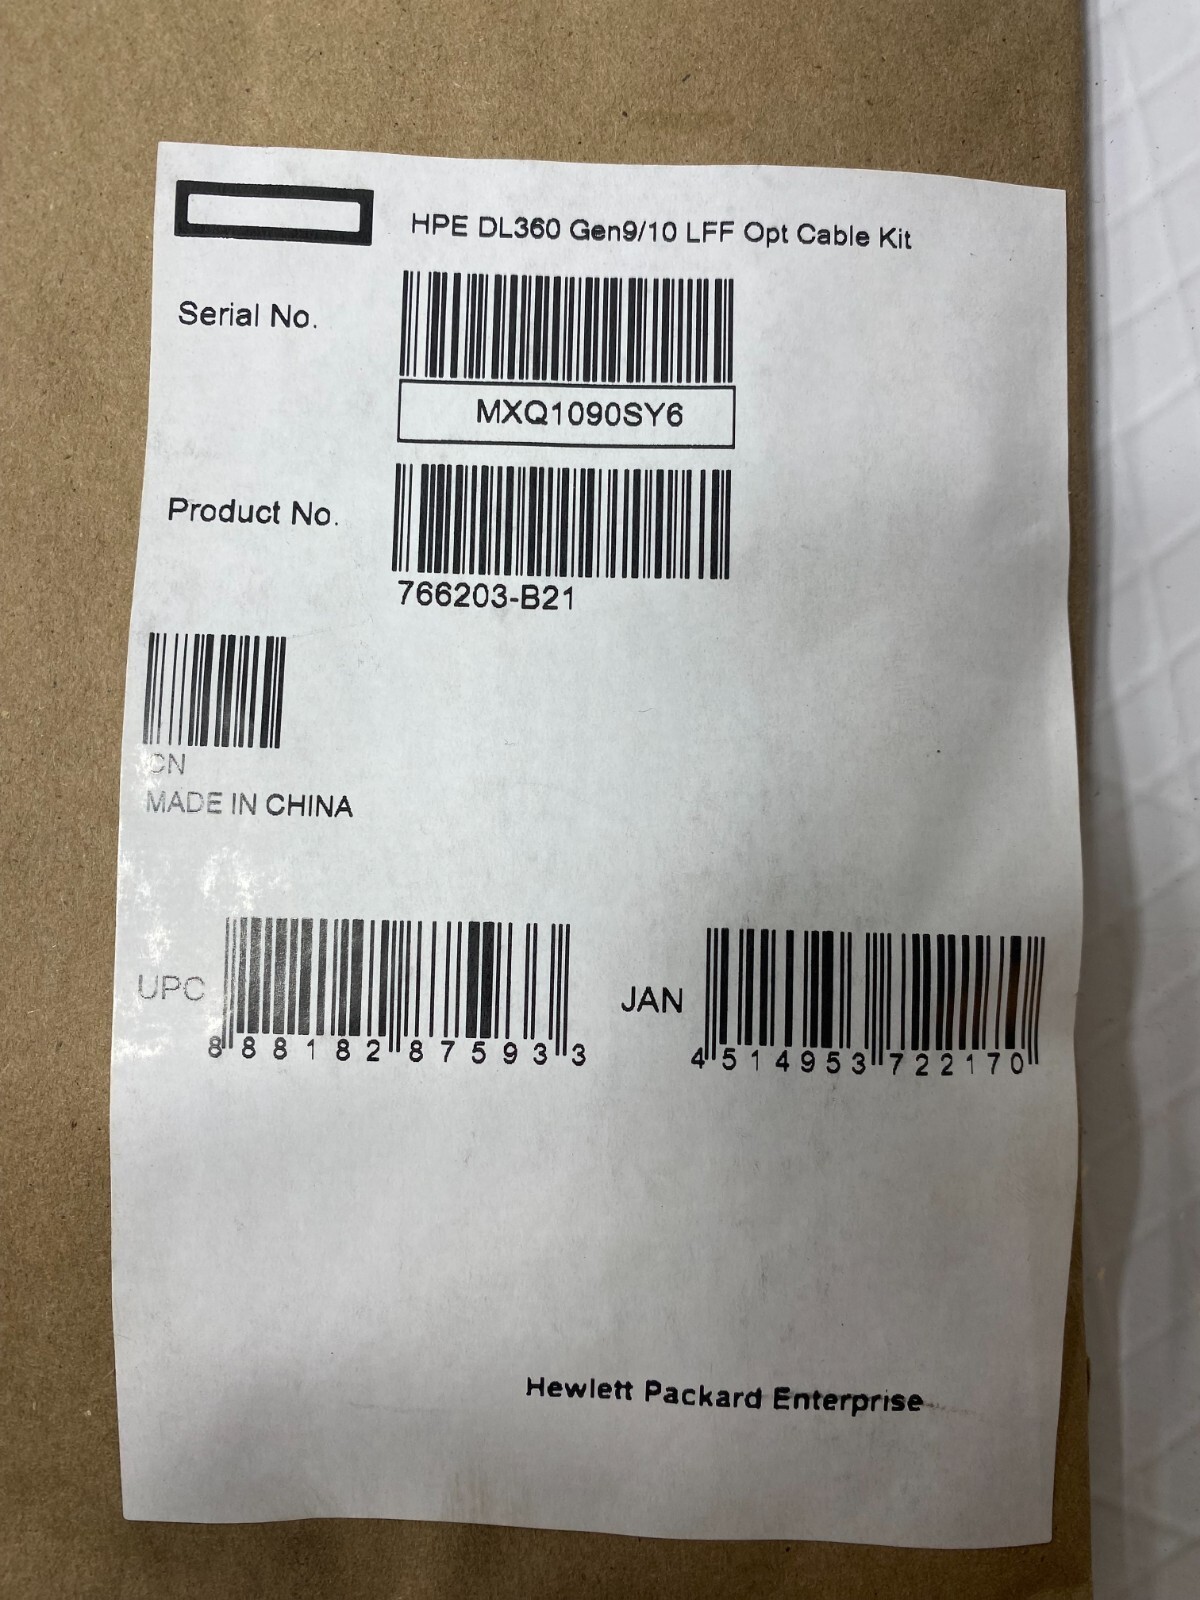 HPE DL360 Gen9/10 LFF Opt Cable Kit
Serial No.
MXQ1090SY6
Product No.
766203-B21
CN
MADE IN CHINA
UPC
8 88182 87593 3
JAN
4 514953 722170
Hewlett Packard Enterprise